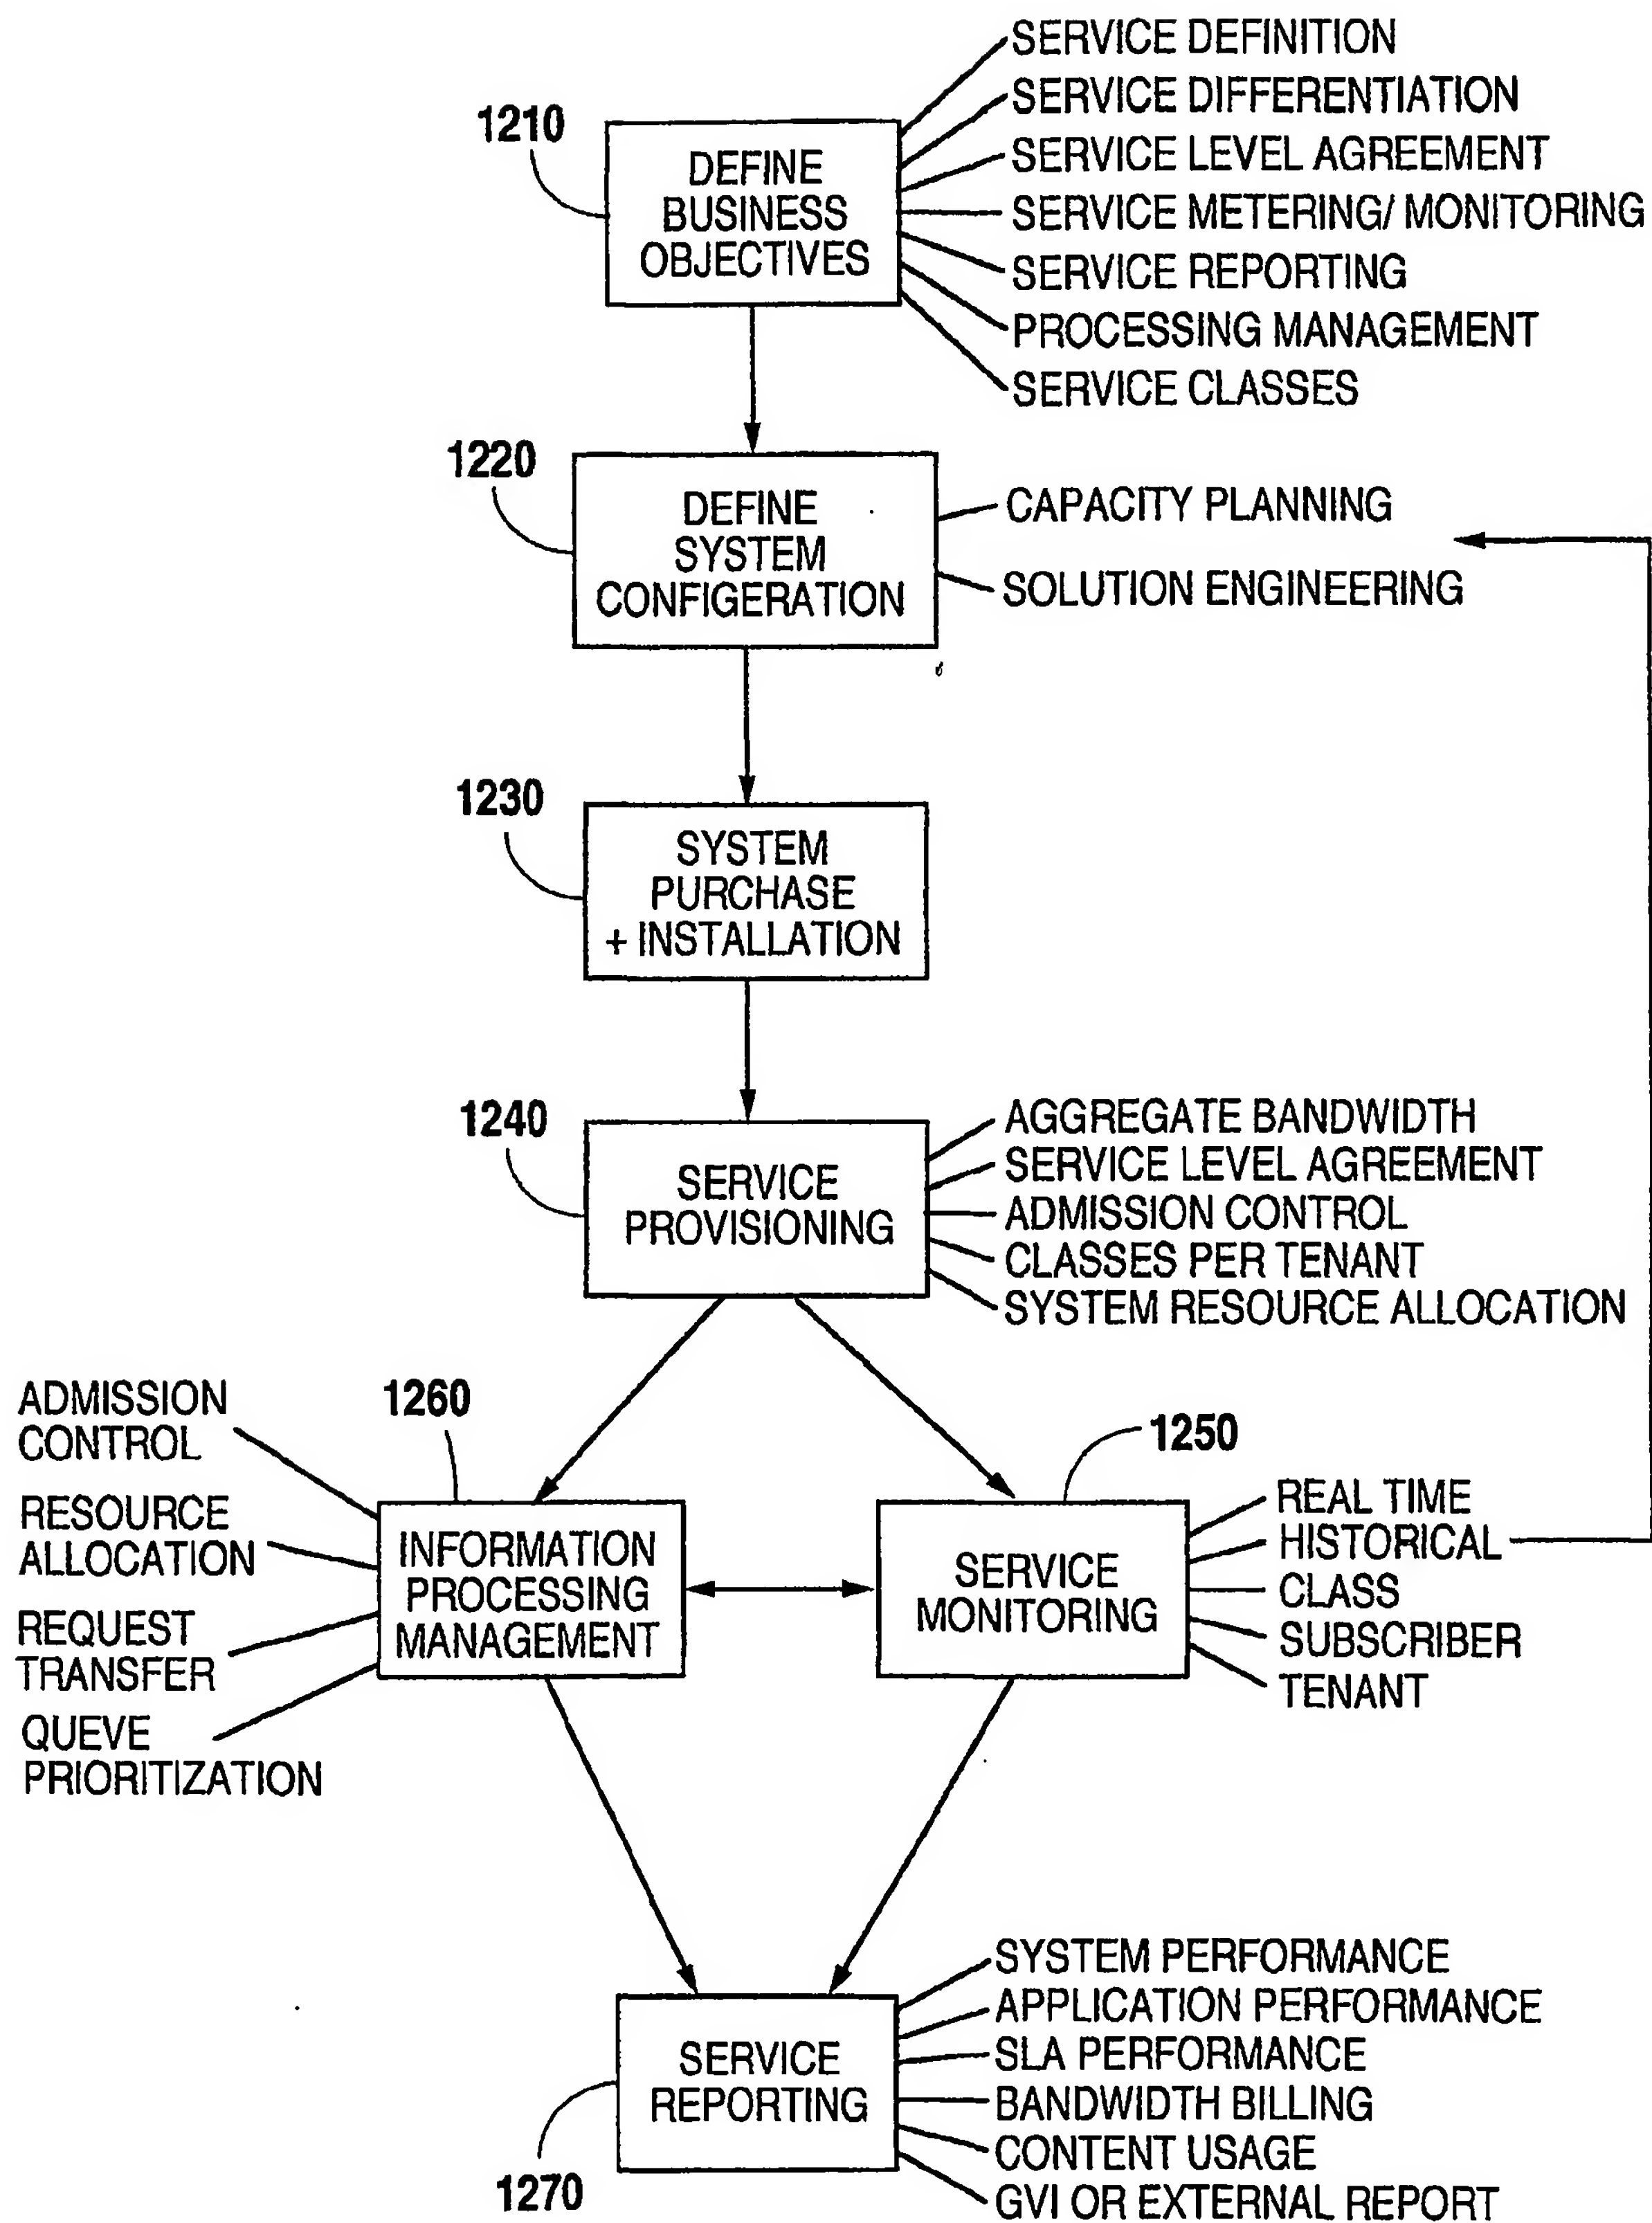 1210
DEFINE
BUSINESS
OBJECTIVES
SERVICE DEFINITION
SERVICE DIFFERENTIATION
SERVICE LEVEL AGREEMENT
SERVICE METERING/ MONITORING
SERVICE REPORTING
PROCESSING MANAGEMENT
SERVICE CLASSES
1220
DEFINE
SYSTEM
CONFIGERATION
CAPACITY PLANNING
SOLUTION ENGINEERING
1230
SYSTEM
PURCHASE
+ INSTALLATION
1240
SERVICE
PROVISIONING
AGGREGATE BANDWIDTH
SERVICE LEVEL AGREEMENT
ADMISSION CONTROL
CLASSES PER TENANT
SYSTEM RESOURCE ALLOCATION
ADMISSION
CONTROL
RESOURCE
ALLOCATION
REQUEST
TRANSFER
QUEVE
PRIORITIZATION
1260
INFORMATION
PROCESSING
MANAGEMENT
1250
SERVICE
MONITORING
REAL TIME
HISTORICAL
CLASS
SUBSCRIBER
TENANT
1270
SERVICE
REPORTING
SYSTEM PERFORMANCE
APPLICATION PERFORMANCE
SLA PERFORMANCE
BANDWIDTH BILLING
CONTENT USAGE
GVI OR EXTERNAL REPORT